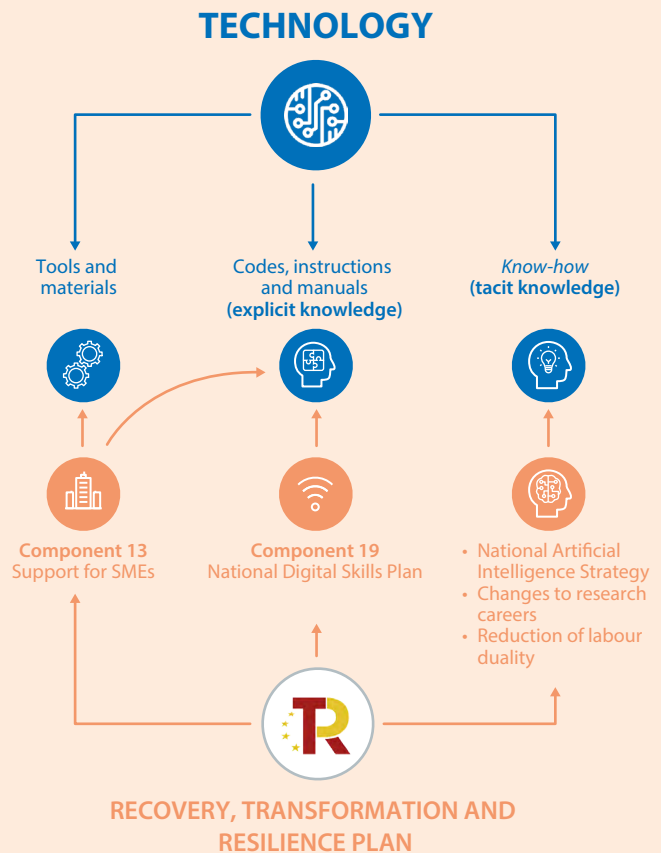 TECHNOLOGY
Tools and
materials
Codes, instructions
and manuals
(explicit knowledge)
Know-how
(tacit knowledge)
Component 13
Support for SMEs
Component 19
National Digital Skills Plan
• National Artificial
Intelligence Strategy
• Changes to research
careers
• Reduction of labour
duality
TR
RECOVERY, TRANSFORMATION AND
RESILIENCE PLAN